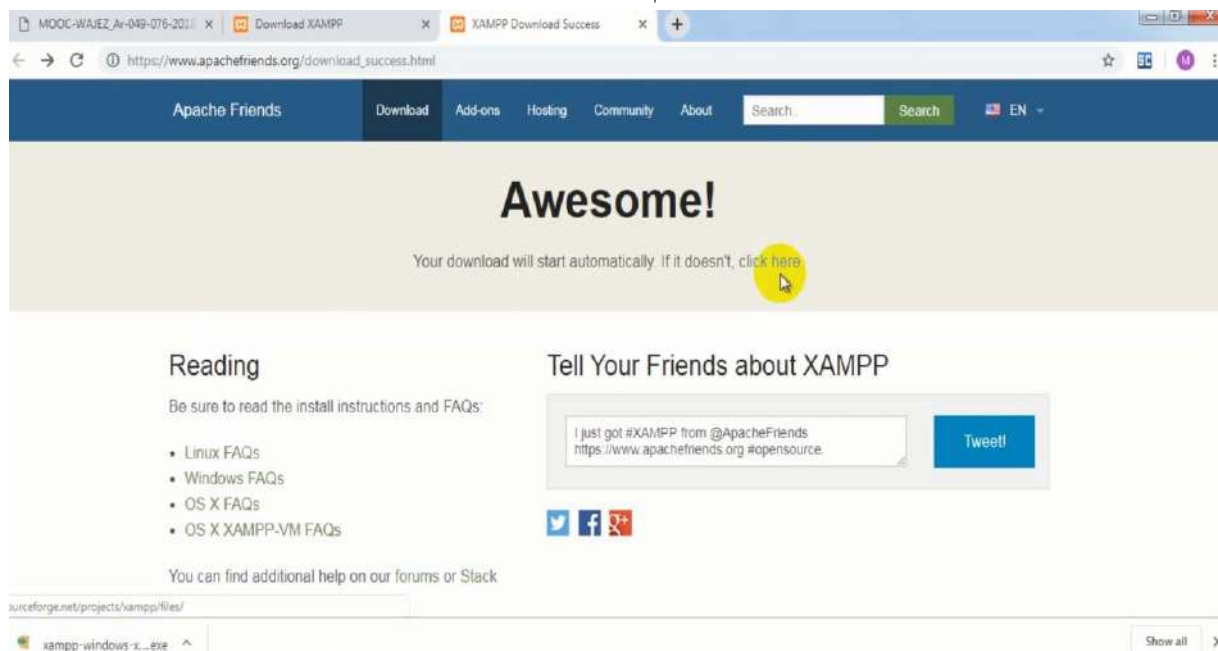 MOOC-WAJEZ_Ar-049-076-201
Download XAMPP
XAMPP Download Success
https://www.apachefriends.org/download_success.html
Apache Friends
Download
Add-ons
Hosting
Community
About
Search..
Search
EN
Awesome!
Your download will start automatically. If it doesn't, click here.
Reading
Be sure to read the install instructions and FAQs:
• Linux FAQs
• Windows FAQs
• OS X FAQs
• OS X XAMPP-VM FAQs
You can find additional help on our forums or Stack
Tell Your Friends about XAMPP
I just got #XAMPP from @ApacheFriends
https://www.apachefriends.org #opensource.
Tweet!
ourceforge.net/projects/xampp/files/
xampp-windows-x....exe
Show all